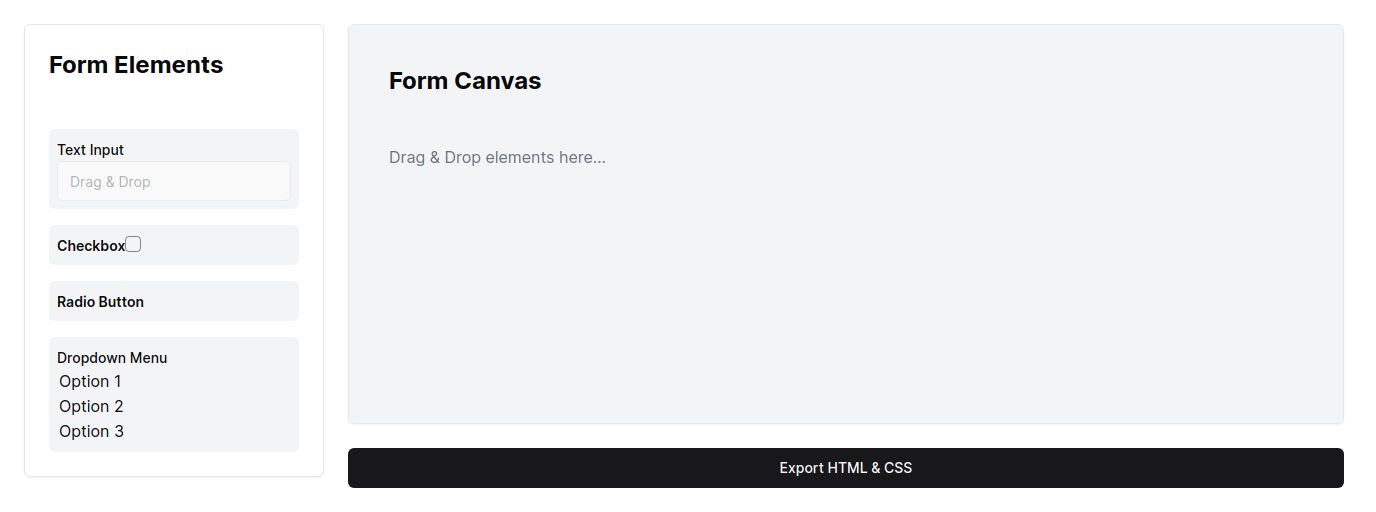 Form Elements
Text Input
Drag & Drop
Checkbox
Radio Button
Dropdown Menu
Option 1
Option 2
Option 3
Form Canvas
Drag & Drop elements here...
Export HTML & CSS